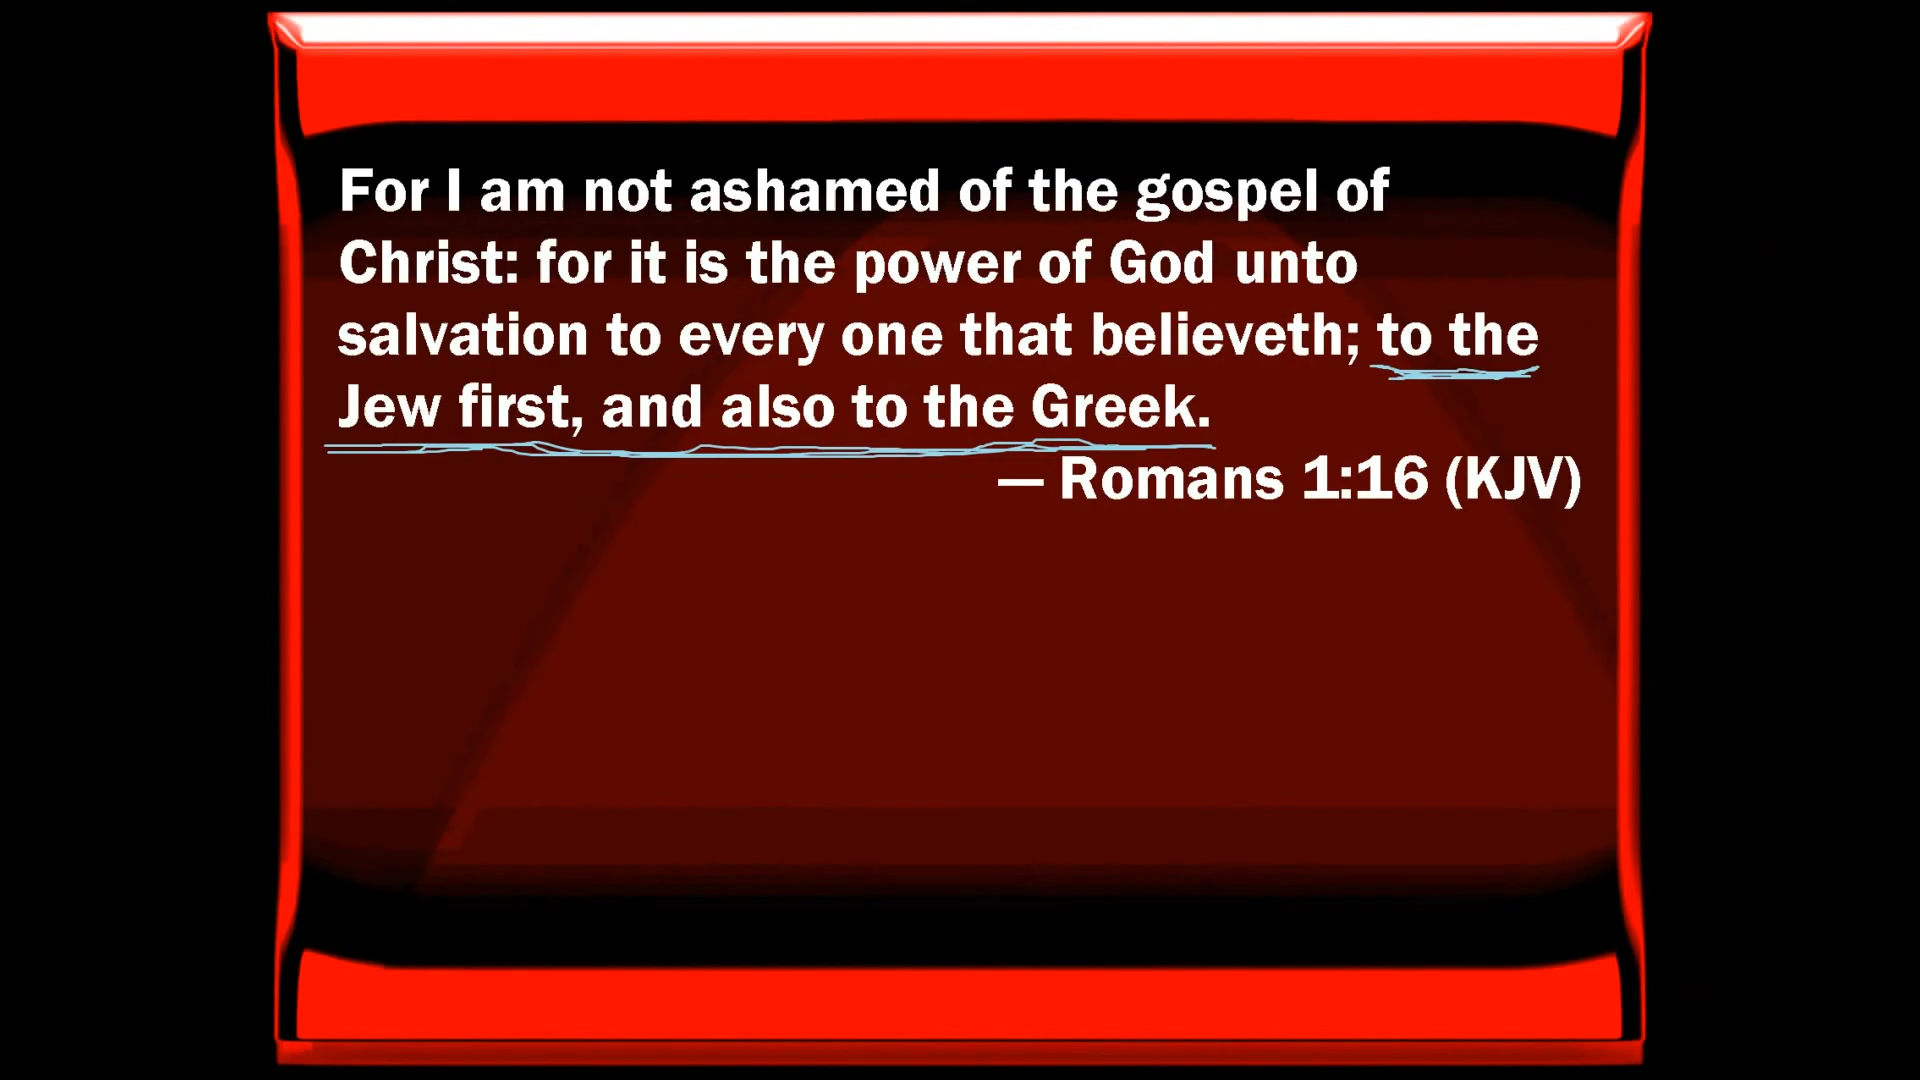 For I am not ashamed of the gospel of
Christ: for it is the power of God unto
salvation to every one that believeth; to the
Jew first, and also to the Greek.
— Romans 1:16 (KJV)